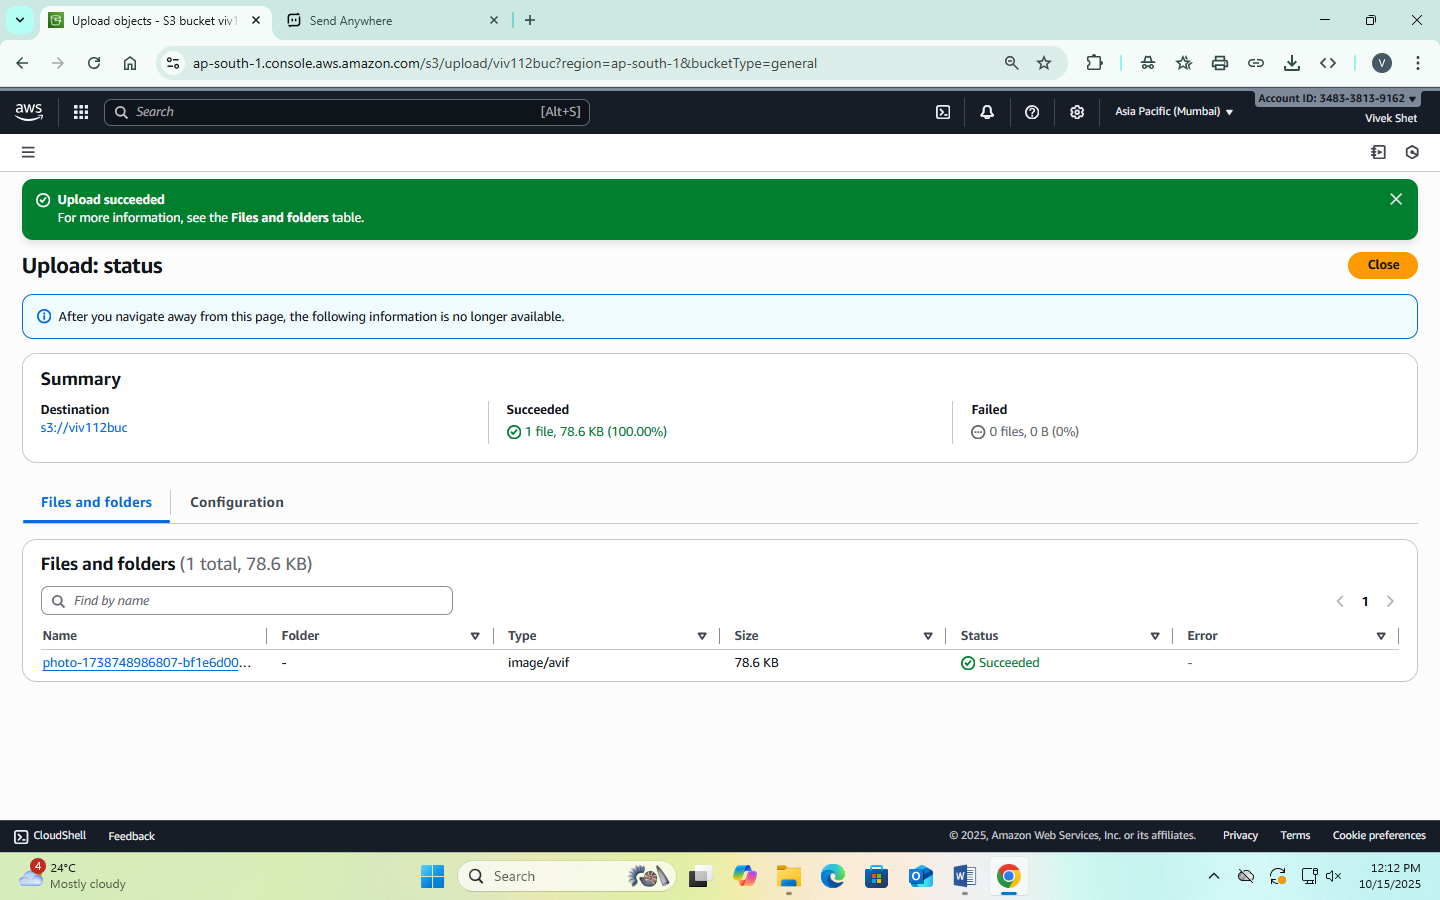 Upload objects - S3 bucket viv1
Send Anywhere
ap-south-1.console.aws.amazon.com/s3/upload/viv112buc?region=ap-south-1&bucketType=general
V
aws
Search
[Alt+S]
Asia Pacific (Mumbai)
Account ID: 3483-3813-9162
Vivek Shet
Upload succeeded
For more information, see the Files and folders table.
Upload: status
Close
After you navigate away from this page, the following information is no longer available.
Summary
Destination
s3://viv112buc
Succeeded
1 file, 78.6 KB (100.00%)
Failed
0 files, 0 B (0%)
Files and folders
Configuration
Files and folders (1 total, 78.6 KB)
Find by name
1
Name Folder Type Size Status Error
photo-1738748986807-bf1e6d00... - image/avif 78.6 KB Succeeded -
CloudShell
Feedback
© 2025, Amazon Web Services, Inc. or its affiliates.
Privacy
Terms
Cookie preferences
4
24°C
Mostly cloudy
Search
12:12 PM
10/15/2025